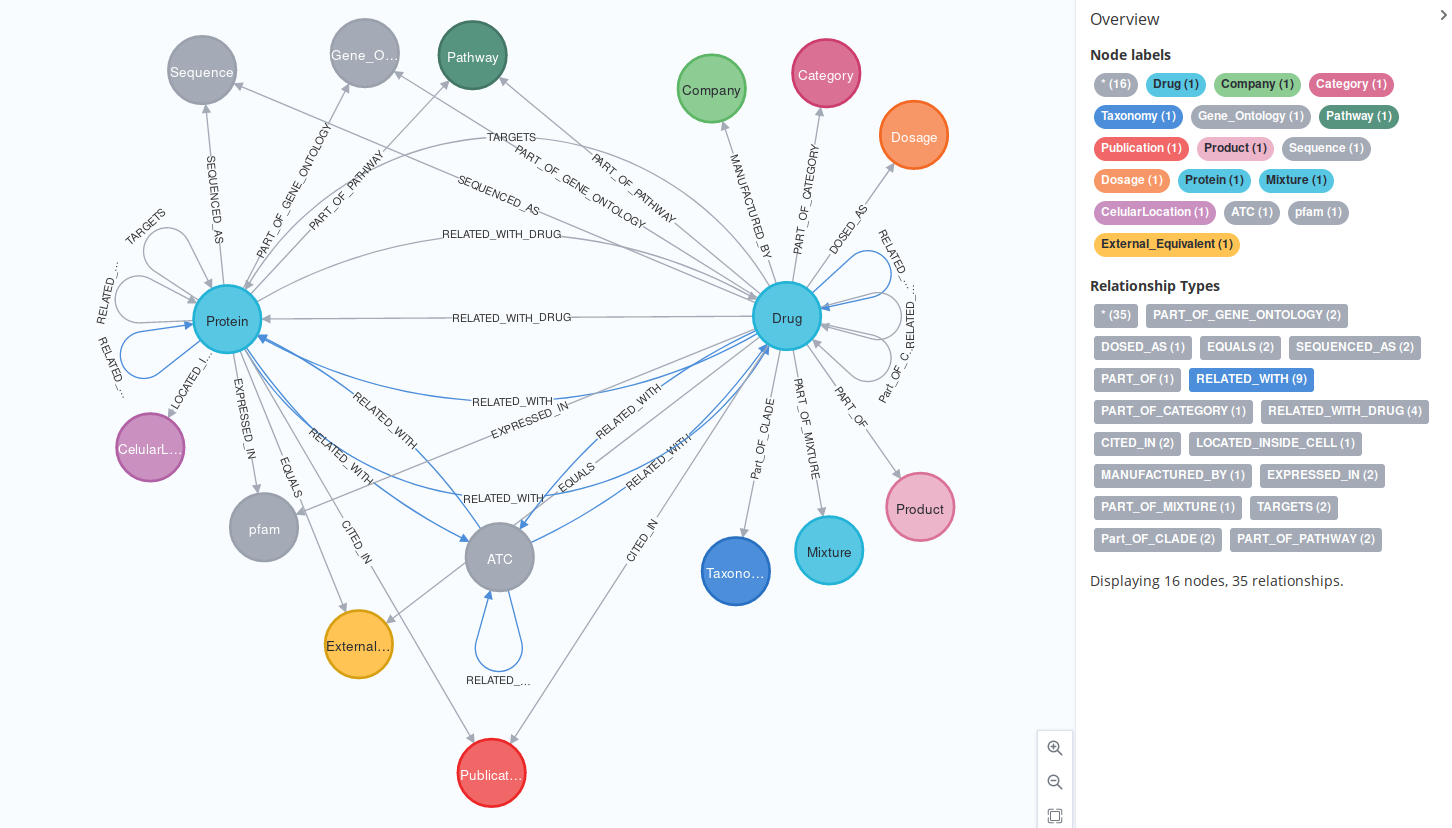 Sequence
Gene_O...
Pathway
Company
Category
Dosage
TARGETS
SEQUENCED_AS
PART_OF_GENE_ONTOLOGY
PART_OF_PATHWAY
SEQUENCED_AS
PART_OF_GENE_ONTOLOGY
PART_OF_PATHWAY
MANUFACTURED_BY
PART_OF_CATEGORY
DOSED_AS
TARGETS
RELATED_WITH_DRUG
RELATED_...
RELATED_...
RELATED_...
Protein
RELATED_WITH_DRUG
Drug
RELATED_...
RELATED_...
Part_OF_C...
LOCATED_I...
EXPRESSED_IN
RELATED_WITH
RELATED_WITH
EXPRESSED_IN
RELATED_WITH
Part_OF_CLADE
PART_OF_MIXTURE
PART_OF
CelularL...
RELATED_WITH
EQUALS
EQUALS
RELATED_WITH
RELATED_WITH
pfam
CITED_IN
CITED_IN
ATC
Product
Mixture
Taxono...
External...
RELATED_...
Publicat...
Overview
Node labels
* (16) Drug (1) Company (1) Category (1)
Taxonomy (1) Gene_Ontology (1) Pathway (1)
Publication (1) Product (1) Sequence (1)
Dosage (1) Protein (1) Mixture (1)
CelularLocation (1) ATC (1) pfam (1)
External_Equivalent (1)
Relationship Types
* (35) PART_OF_GENE_ONTOLOGY (2)
DOSED_AS (1) EQUALS (2) SEQUENCED_AS (2)
PART_OF (1) RELATED_WITH (9)
PART_OF_CATEGORY (1) RELATED_WITH_DRUG (4)
CITED_IN (2) LOCATED_INSIDE_CELL (1)
MANUFACTURED_BY (1) EXPRESSED_IN (2)
PART_OF_MIXTURE (1) TARGETS (2)
Part_OF_CLADE (2) PART_OF_PATHWAY (2)
Displaying 16 nodes, 35 relationships.